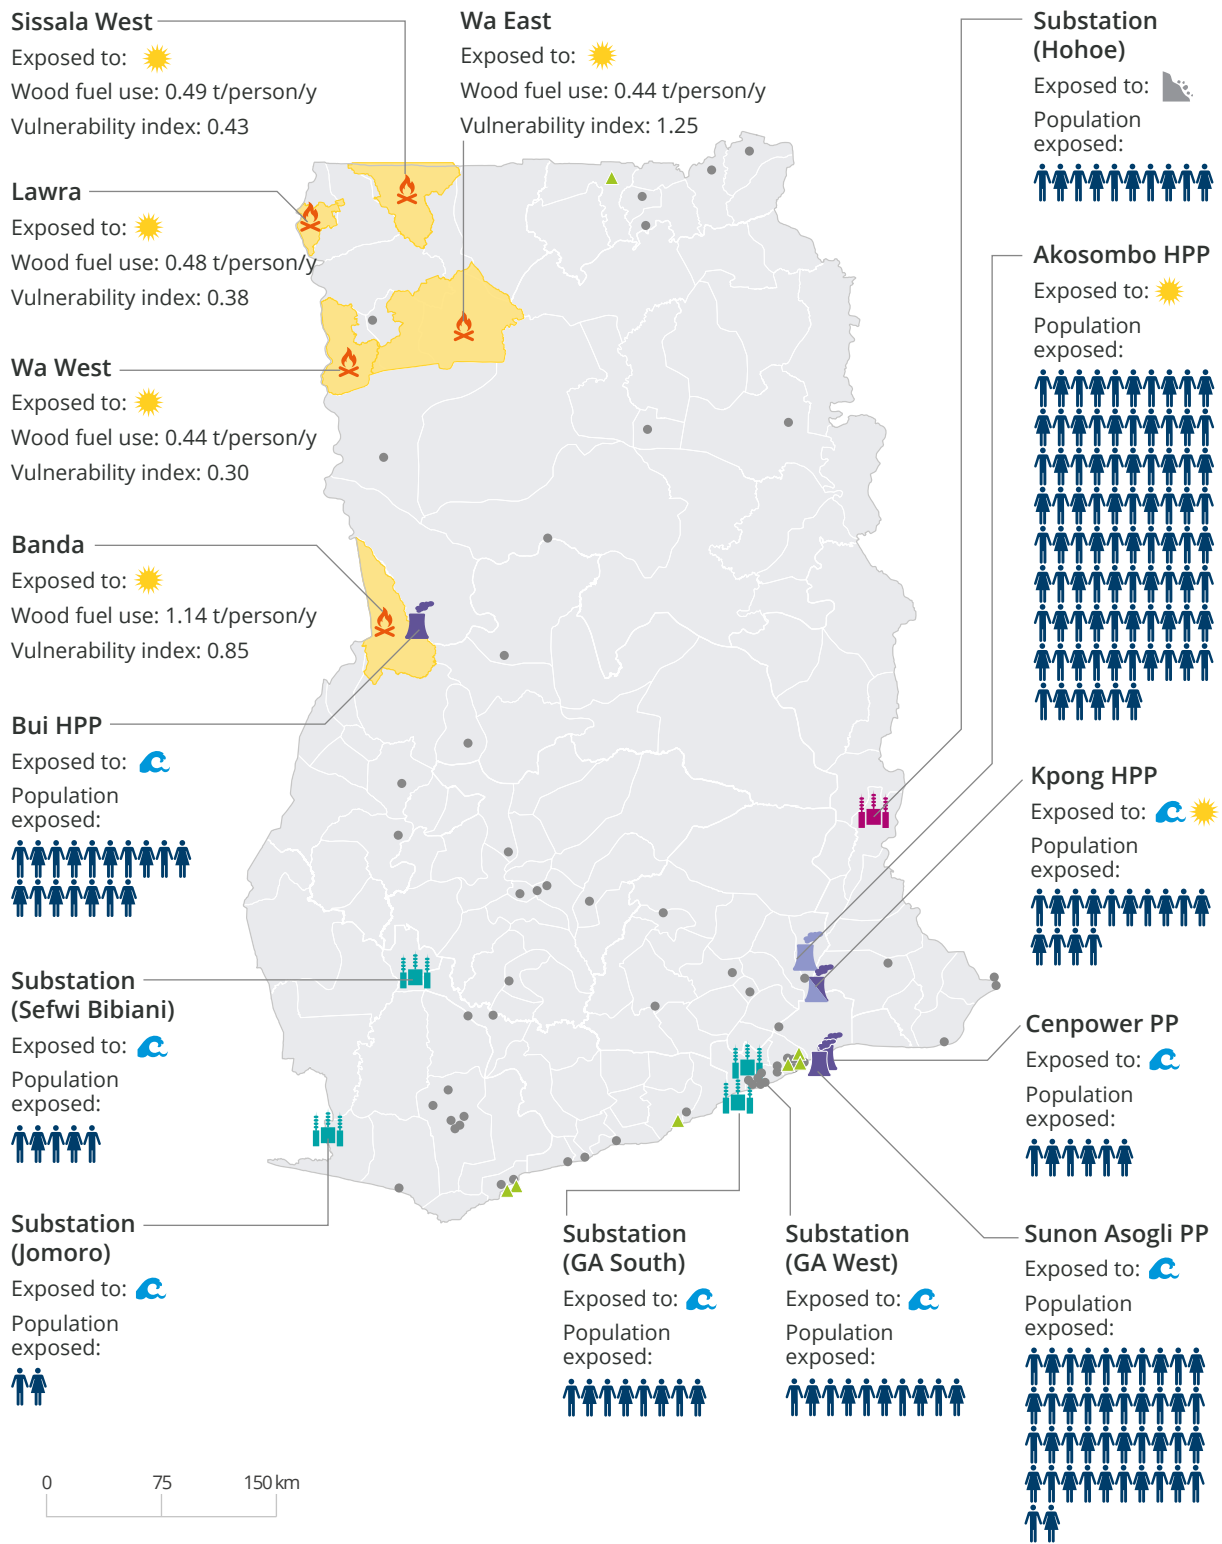 Sissala West
Exposed to:
Wood fuel use: 0.49 t/person/y
Vulnerability index: 0.43
Wa East
Exposed to:
Wood fuel use: 0.44 t/person/y
Vulnerability index: 1.25
Substation
(Hohoe)
Exposed to:
Population
exposed:
Lawra
Exposed to:
Wood fuel use: 0.48 t/person/y
Vulnerability index: 0.38
Akosombo HPP
Exposed to:
Population
exposed:
Wa West
Exposed to:
Wood fuel use: 0.44 t/person/y
Vulnerability index: 0.30
Banda
Exposed to:
Wood fuel use: 1.14 t/person/y
Vulnerability index: 0.85
Bui HPP
Exposed to:
Population
exposed:
Kpong HPP
Exposed to:
Population
exposed:
Substation
(Sefwi Bibiani)
Exposed to:
Population
exposed:
Cenpower PP
Exposed to:
Population
exposed:
Substation
(Jomoro)
Exposed to:
Population
exposed:
Substation
(GA South)
Exposed to:
Population
exposed:
Substation
(GA West)
Exposed to:
Population
exposed:
Sunon Asogli PP
Exposed to:
Population
exposed:
0 75 150 km